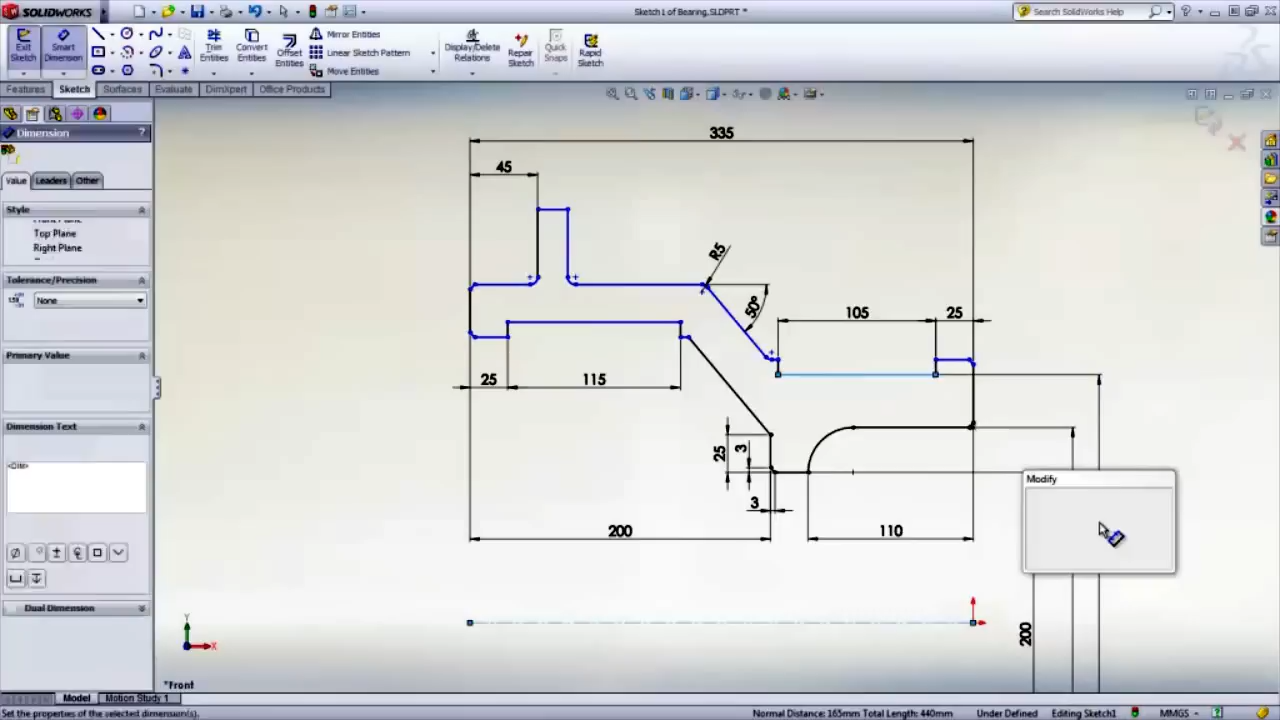 SOLIDWORKS
Sketch1 of Bearing.SLDPRT *
Search SolidWorks Help
Exit Sketch
Smart Dimension
Trim Entities
Convert Entities
Offset Entities
Mirror Entities
Linear Sketch Pattern
Move Entities
Display/Delete Relations
Repair Sketch
Quick Snaps
Rapid Sketch
Features
Sketch
Surfaces
Evaluate
DimXpert
Office Products
Dimension
?
Value
Leaders
Other
Style
Top Plane
Right Plane
Tolerance/Precision
None
Primary Value
Dimension Text
<DIM>
Dual Dimension
335
45
R5
50°
105
25
25
115
25
3
3
200
110
200
Modify
Y
X
*Front
Model
Motion Study 1
Set the properties of the selected dimension(s).
Normal Distance: 165mm Total Length: 440mm
Under Defined
Editing Sketch1
MMGS